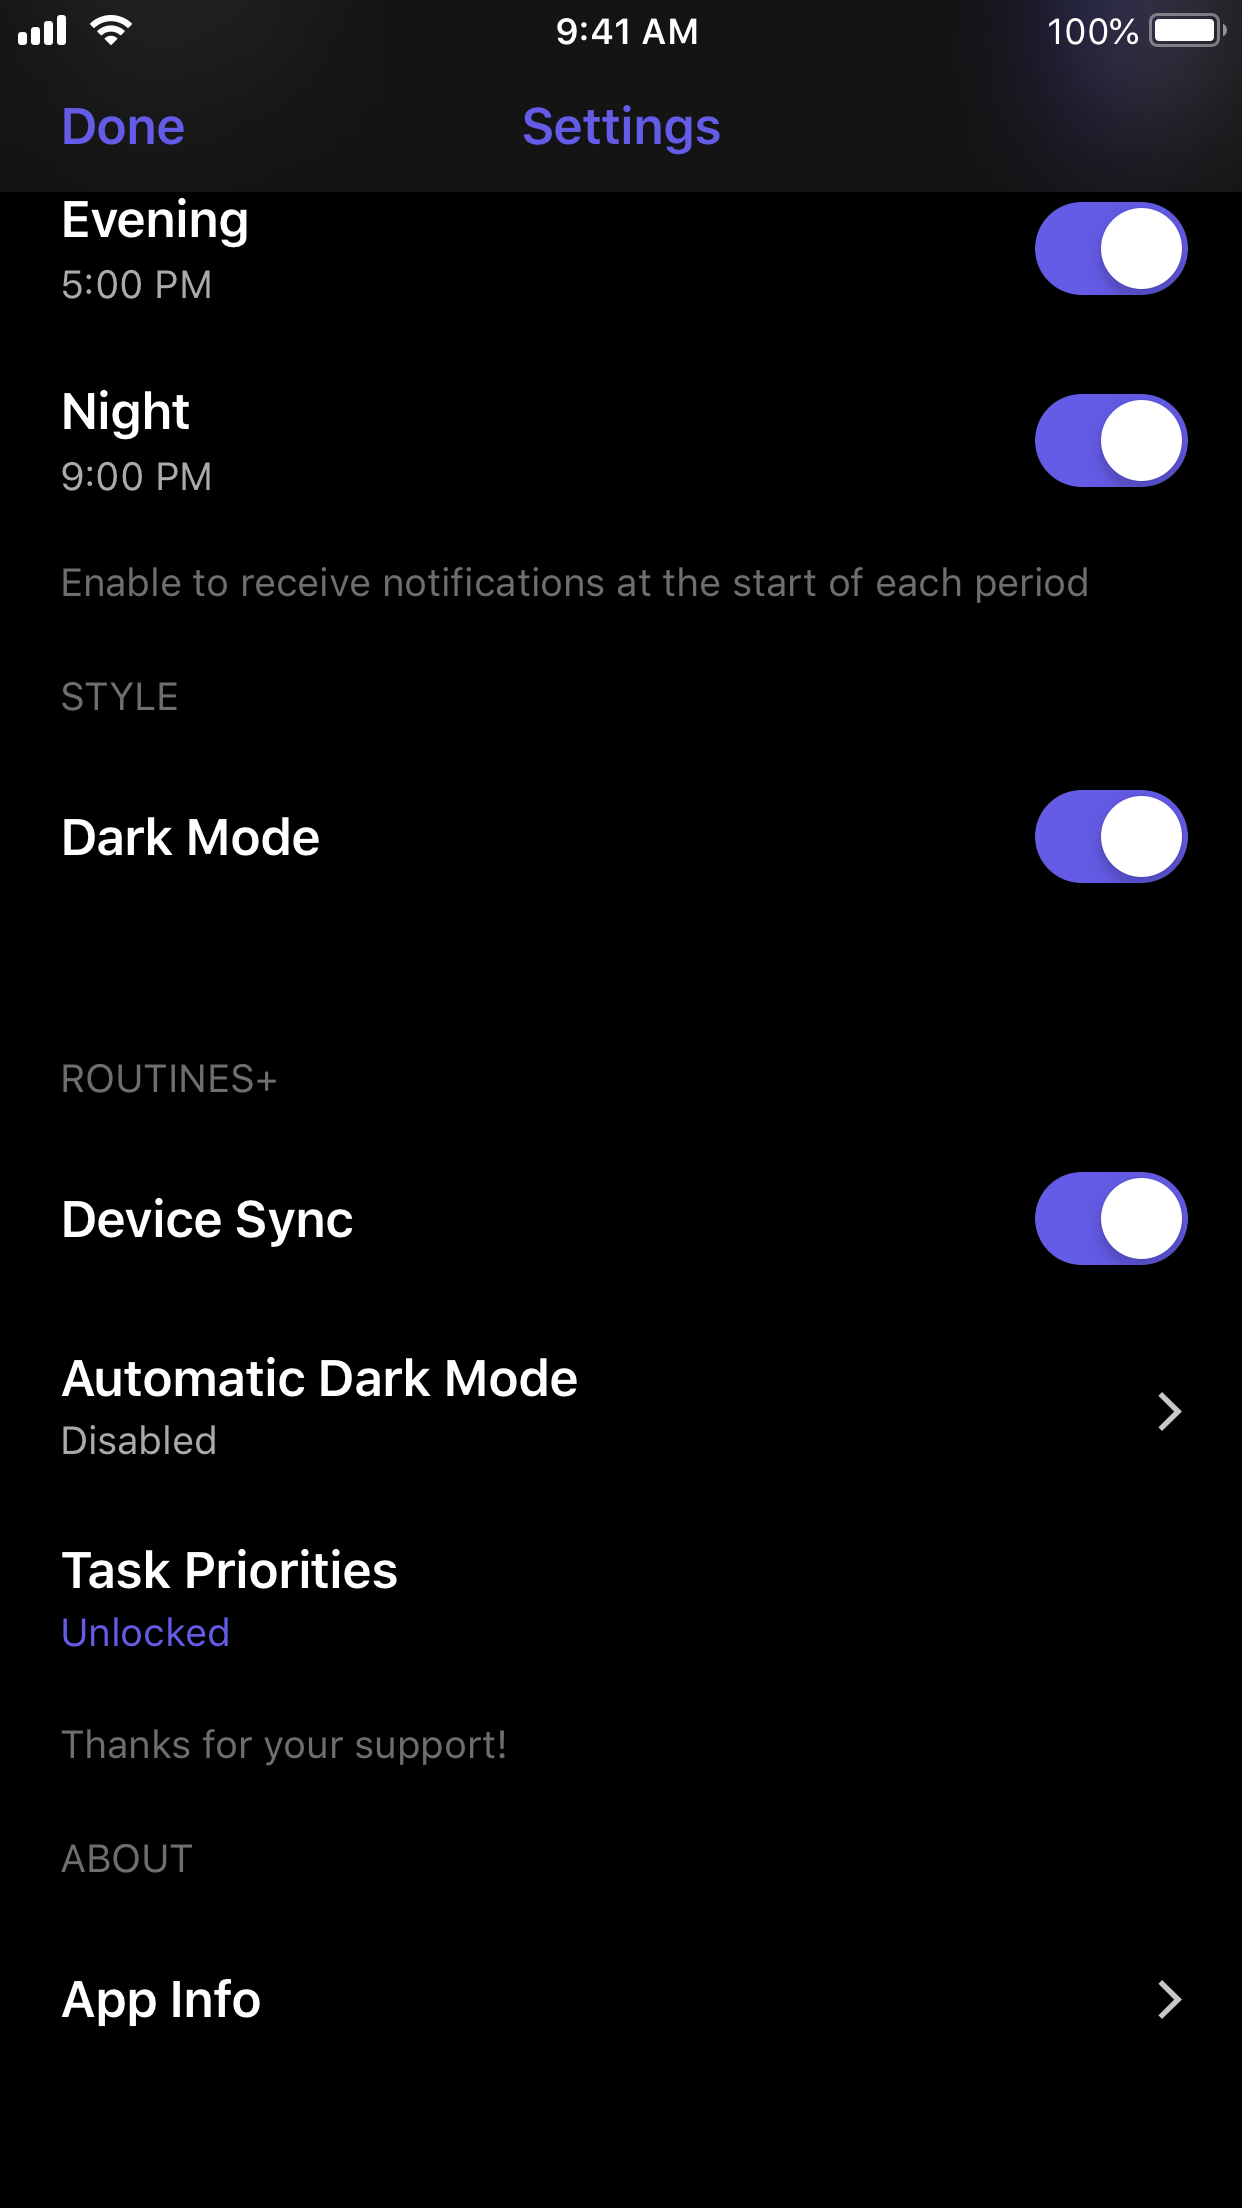 9:41 AM
100%
Done
Settings
Evening
5:00 PM
Night
9:00 PM
Enable to receive notifications at the start of each period
STYLE
Dark Mode
ROUTINES+
Device Sync
Automatic Dark Mode
Disabled
Task Priorities
Unlocked
Thanks for your support!
ABOUT
App Info